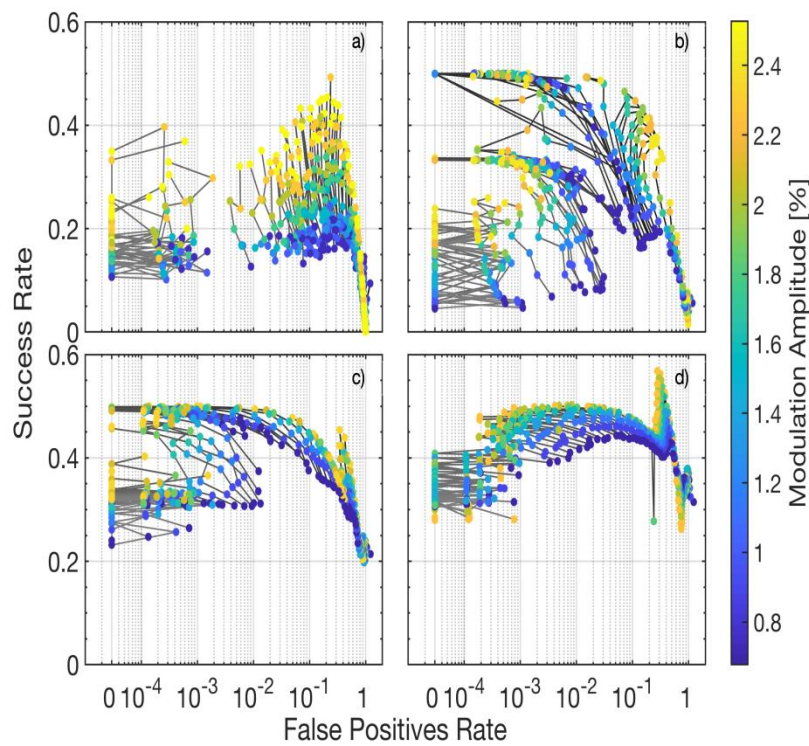 0.6
0.4
0.2
0
a)
b)
2.4
2.2
2
1.8
1.6
1.4
1.2
1
0.8
Modulation Amplitude [%]
Success Rate
0.6
0.4
0.2
0
c)
d)
0 10⁻⁴ 10⁻³ 10⁻² 10⁻¹ 1
0 10⁻⁴ 10⁻³ 10⁻² 10⁻¹ 1
False Positives Rate